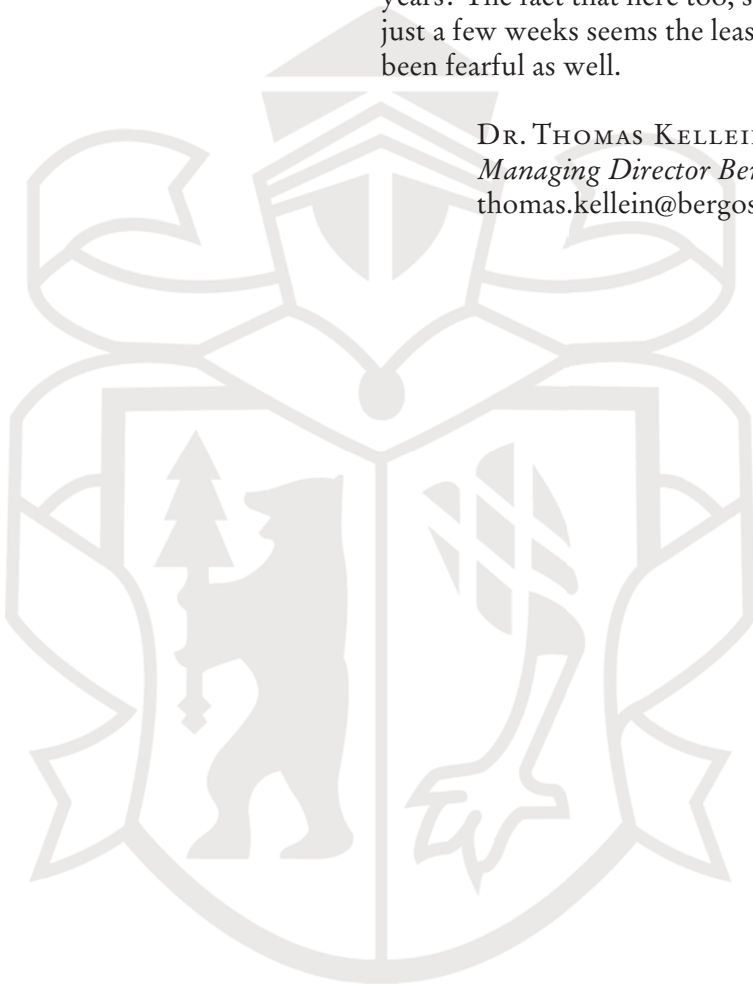 years? The fact that here too, s
just a few weeks seems the leas
been fearful as well.
DR. THOMAS KELLEI
Managing Director Ber
thomas.kellein@bergos